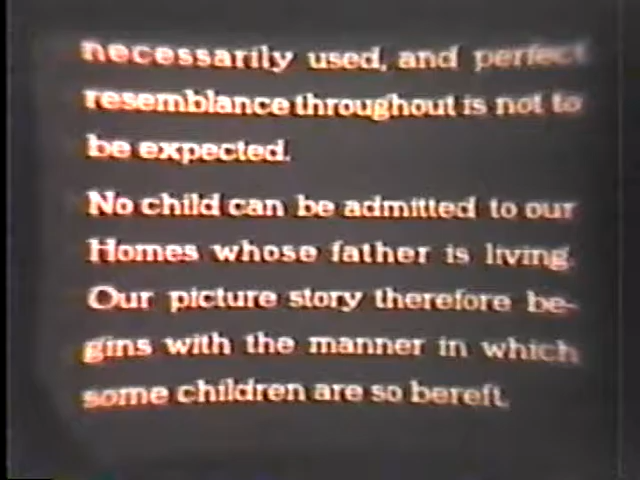 necessarily used, and perfect
resemblance throughout is not to
be expected.
No child can be admitted to our
Homes whose father is living.
Our picture story therefore be-
gins with the manner in which
some children are so bereft.